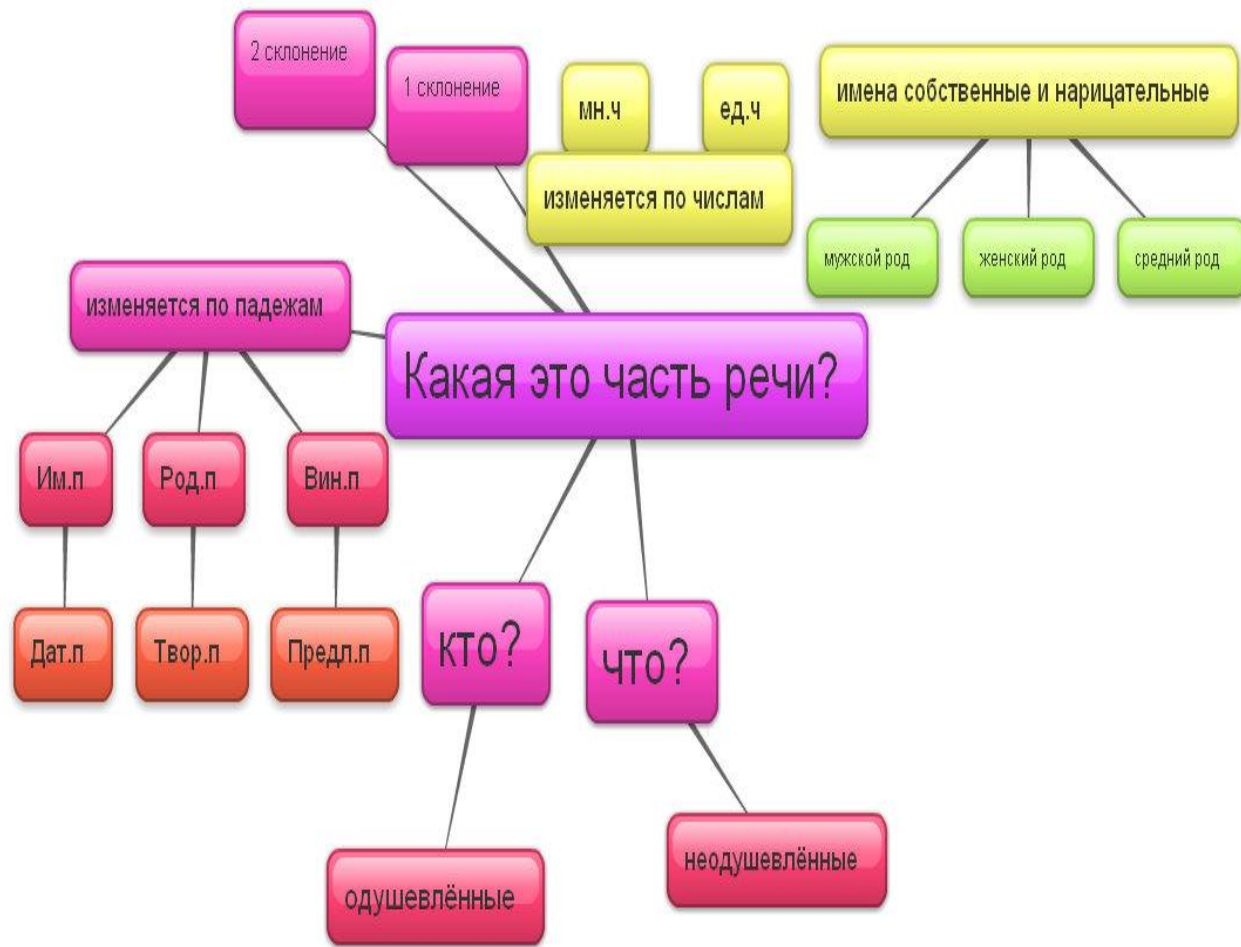 2 склонение
1 склонение
мн.ч
ед.ч
имена собственные и нарицательные
изменяется по числам
мужской род
женский род
средний род
изменяется по падежам
Какая это часть речи?
Им.п
Род.п
Вин.п
Дат.п
Твор.п
Предл.п
кто?
что?
неодушевлённые
одушевлённые